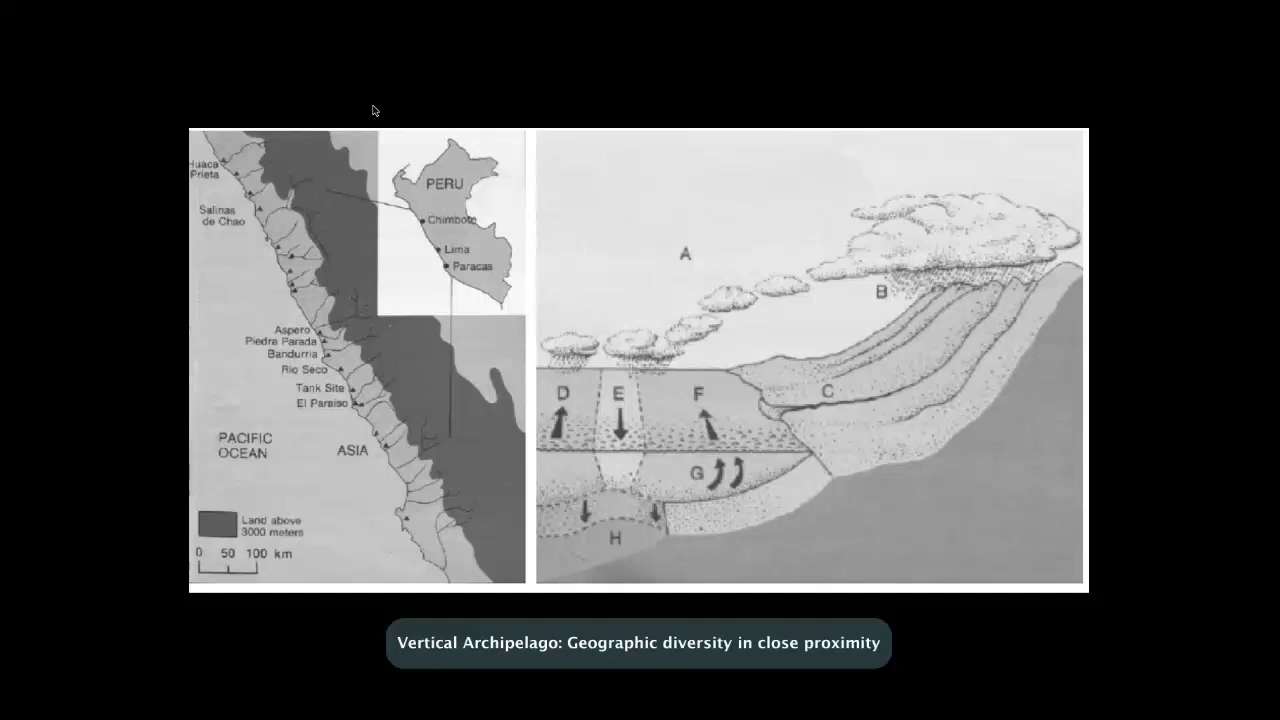 Huaca
Prieta
Salinas
de Chao
Aspero
Piedra Parada
Bandurria
Rio Seco
Tank Site
El Paraiso
PACIFIC
OCEAN
ASIA
Land above
3000 meters
0 50 100 km
PERU
Chimbote
Lima
Paracas
A
B
C
D E F
G
H
Vertical Archipelago: Geographic diversity in close proximity